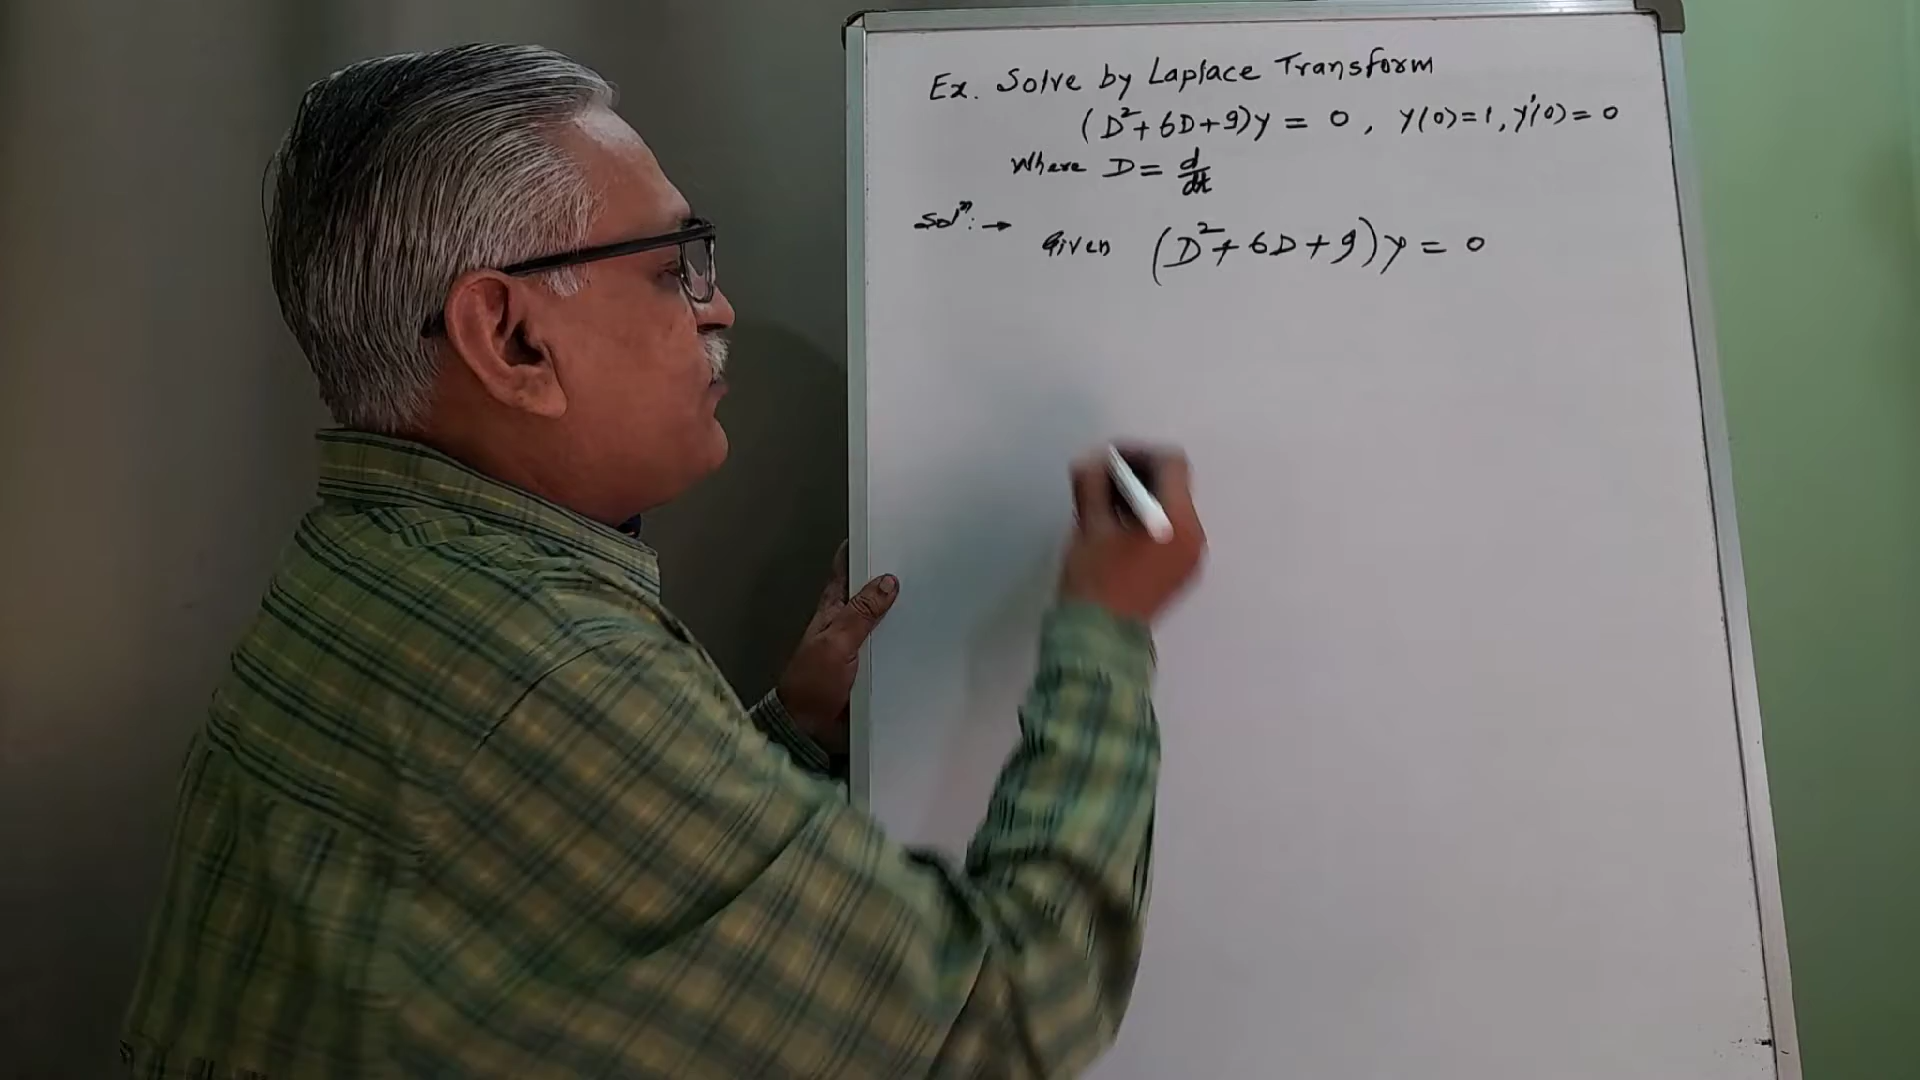 Ex. Solve by Laplace Transform
(D²+6D+9)y = 0, y(0)=1, y'(0)=0
Where D = d/dt
Solⁿ:→ Given (D²+6D+9)y = 0